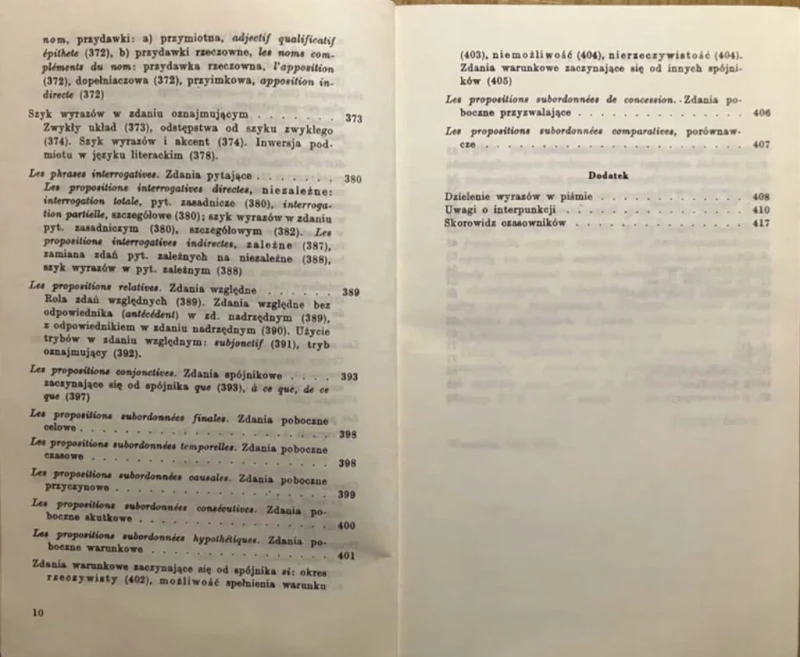 nom, przydawki: a) przymiotna, adjectif qualificatif
épithete (372), b) przydawki rzeczowne, les noms com-
pléments du nom: przydawka rzeczowna, l'apposition
(372), dopełniaczowa (372), przyimkowa, apposition in-
directe (372)
Szyk wyrazów w zdaniu oznajmującym . . . . . . . 373
Zwykły układ (373), odstępstwa od szyku zwykłego
(374). Szyk wyrazów i akcent (374). Inwersja pod-
miotu w języku literackim (378).
Les phrases interrogatives. Zdania pytające . . . . . . . 380
Les propositions interrogatives directes, niezależne:
interrogation totale, pyt. zasadnicze (380), interroga-
tion partielle, szczegółowe (380); szyk wyrazów w zdaniu
pyt. zasadniczym (380), szczegółowym (382). Les
propositions interrogatives indirectes, zależne (387),
zamiana zdań pyt. zależnych na niezależne (388),
szyk wyrazów w pyt. zależnym (388)
Les propositions relatives. Zdania względne . . . . . . 389
Rola zdań względnych (389). Zdania względne bez
odpowiednika (antécédent) w zd. nadrzędnym (389),
z odpowiednikiem w zdaniu nadrzędnym (390). Użycie
trybów w zdaniu względnym: subjonctif (391), tryb
oznajmujący (392).
Les propositions conjonctives. Zdania spójnikowe . . . . 393
zaczynające się od spójnika que (393), à ce que, de ce
que (397)
Les propositions subordonnées finales. Zdania poboczne
celowe . . . . . . . . . . . . . . . . . . . 398
Les propositions subordonnées temporelles. Zdania poboczne
czasowe . . . . . . . . . . . . . . . . . . 398
Les propositions subordonnées causales. Zdania poboczne
przyczynowe . . . . . . . . . . . . . . . . 399
Les propositions subordonnées consécutives. Zdania po-
boczne skutkowe . . . . . . . . . . . . . . 400
Les propositions subordonnées hypothétiques. Zdania po-
boczne warunkowe . . . . . . . . . . . . . 401
Zdania warunkowe zaczynające się od spójnika si: okres
rzeczywisty (402), możliwość spełnienia warunku
10
(403), niemożliwość (404), nierzeczywistość (404).
Zdania warunkowe zaczynające się od innych spójni-
ków (405)
Les propositions subordonnées de concession. Zdania po-
boczne przyzwalające . . . . . . . . . . . . . . 406
Les propositions subordonnées comparatives, porównaw-
cze . . . . . . . . . . . . . . . . . . . . 407
Dodatek
Dzielenie wyrazów w piśmie . . . . . . . . . . . . 408
Uwagi o interpunkcji . . . . . . . . . . . . . . 410
Skorowidz czasowników . . . . . . . . . . . . . 417